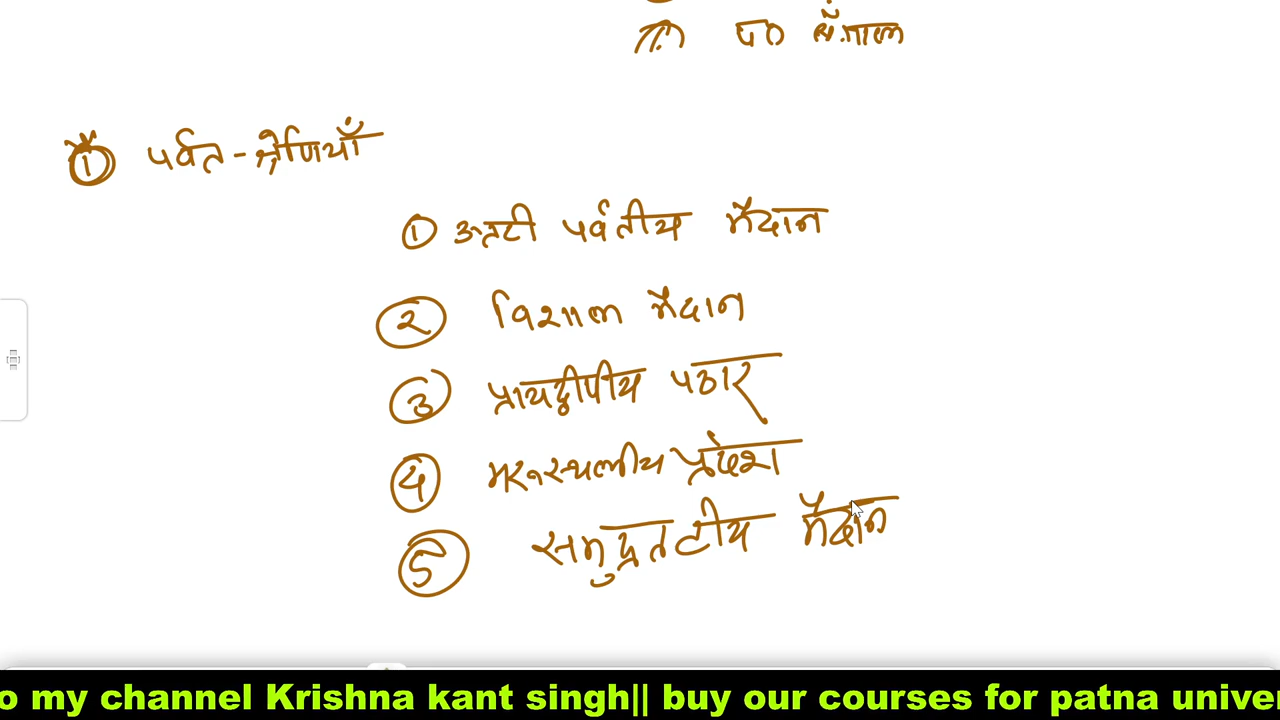 प० बंगाल
① पर्वत-श्रेणियाँ
① उत्तरी पर्वतीय मैदान
② विशाल मैदान
③ प्रायद्वीपीय पठार
④ मरूस्थलीय प्रदेश
⑤ समुद्रतटीय मैदान
o my channel Krishna kant singh|| buy our courses for patna univer